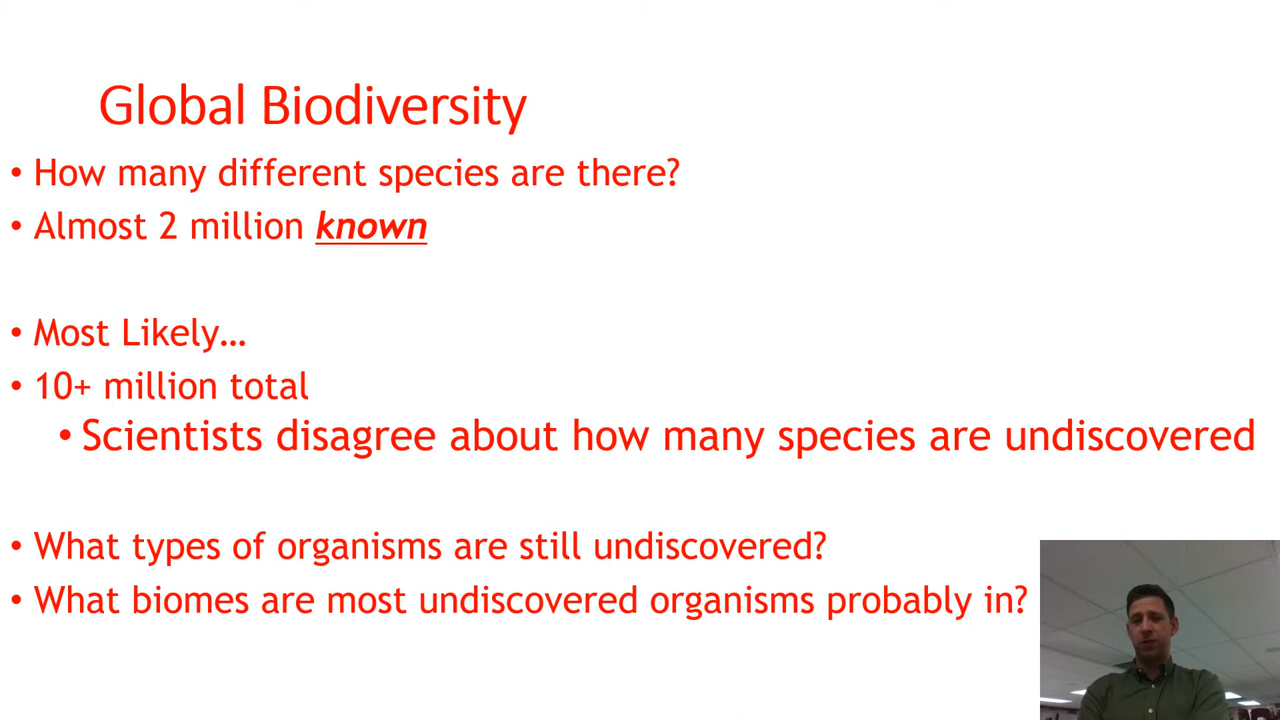 Global Biodiversity
• How many different species are there?
• Almost 2 million known
• Most Likely...
• 10+ million total
• Scientists disagree about how many species are undiscovered
• What types of organisms are still undiscovered?
• What biomes are most undiscovered organisms probably in?